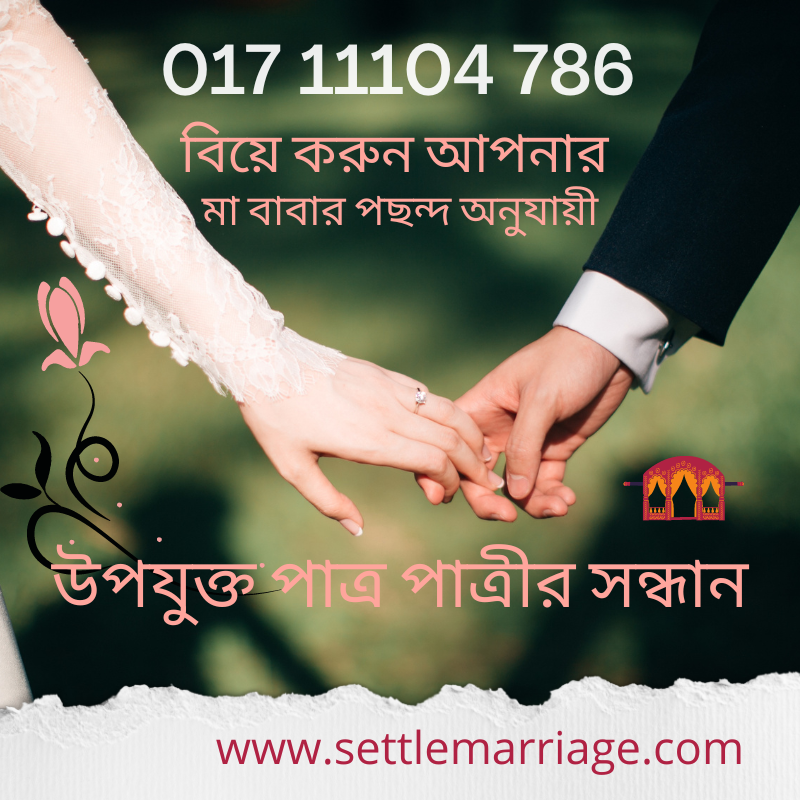 017 11104 786
বিয়ে করুন আপনার
মা বাবার পছন্দ অনুযায়ী
উপযুক্ত পাত্র পাত্রীর সন্ধান
www.settlemarriage.com